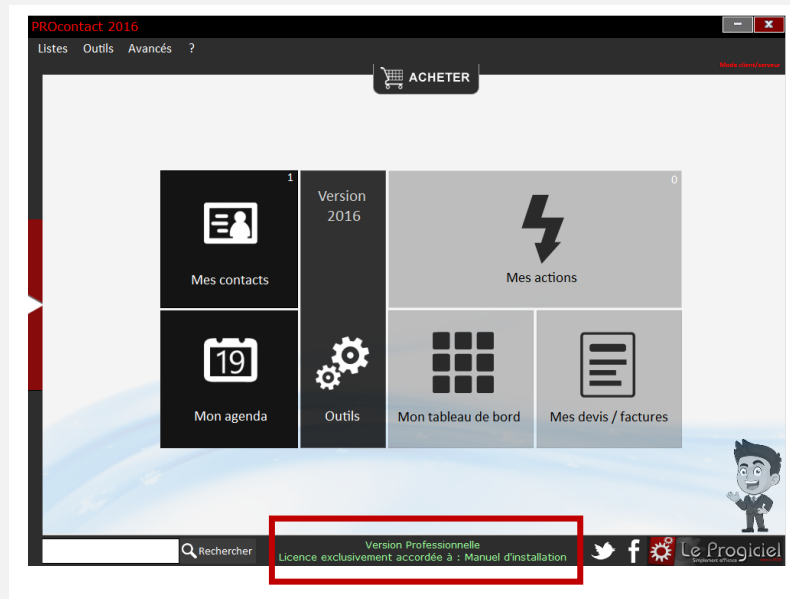 PROcontact 2016
Listes Outils Avancés ?
Mode client/serveur
ACHETER
1
Mes contacts
Version
2016
0
Mes actions
19
Mon agenda
Outils
Mon tableau de bord
Mes devis / factures
Rechercher
Version Professionnelle
Licence exclusivement accordée à : Manuel d'installation
Le Progiciel
Simplement efficace